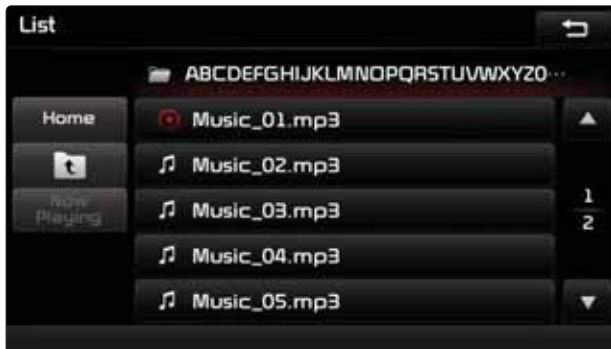 List
ABCDEFGHIJKLMNOPQRSTUVWXYZ0...
Home
Music_01.mp3
Music_02.mp3
Now
Playing
Music_03.mp3
1
2
Music_04.mp3
Music_05.mp3